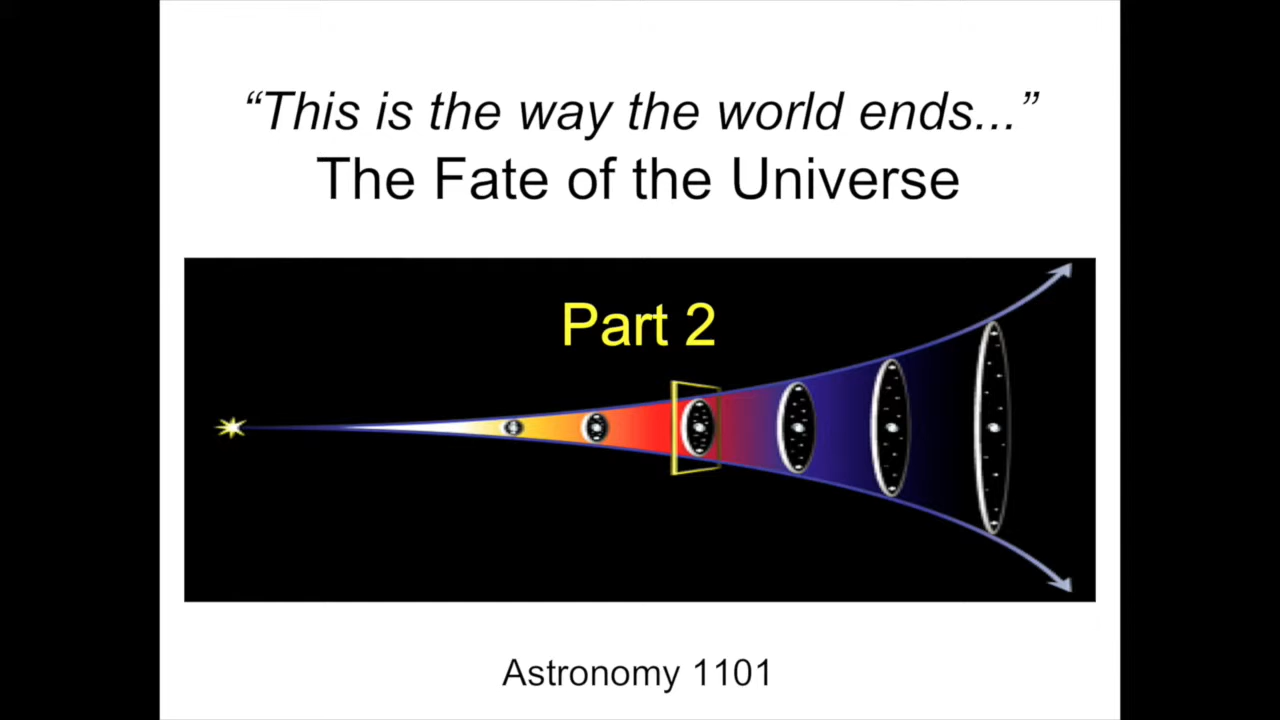 “This is the way the world ends...”
The Fate of the Universe
Part 2
Astronomy 1101